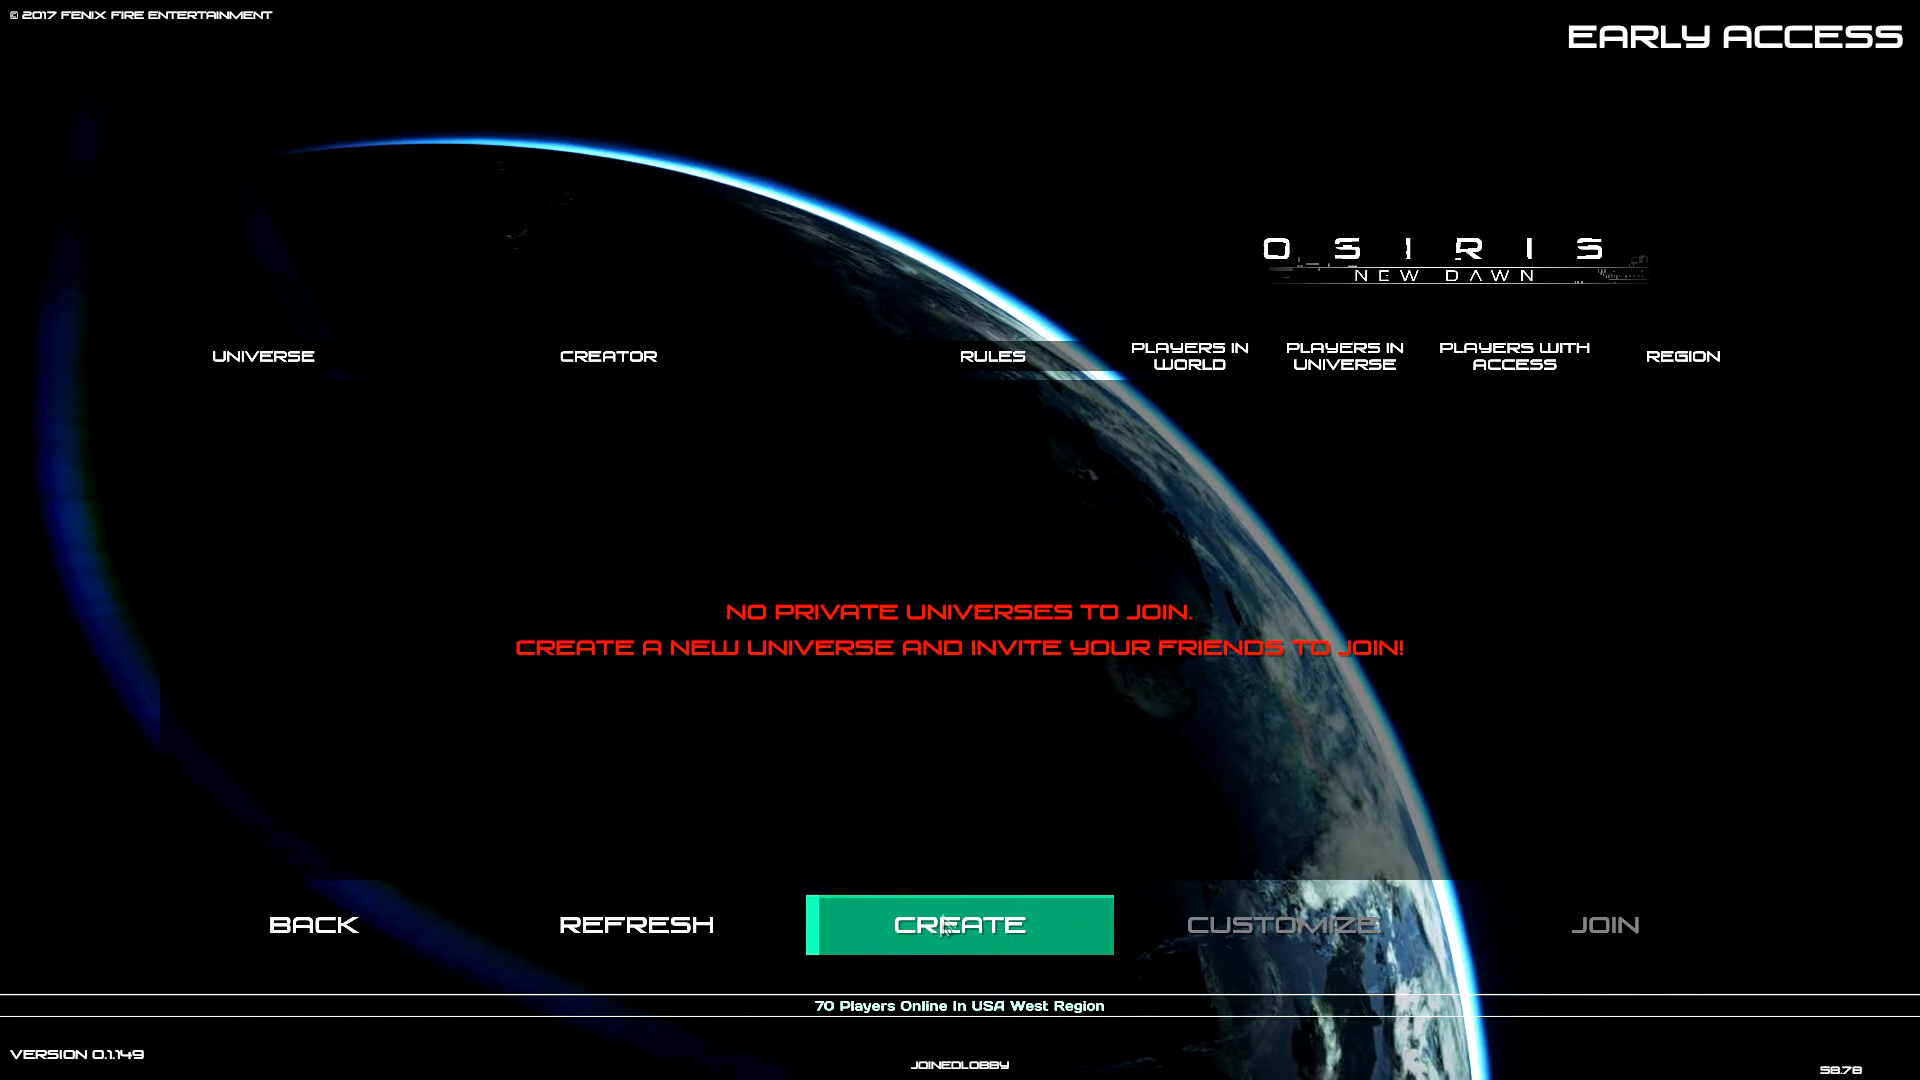 © 2017 FENIX FIRE ENTERTAINMENT
EARLY ACCESS
OSIRIS
NEW DAWN
UNIVERSE CREATOR RULES PLAYERS IN WORLD PLAYERS IN UNIVERSE PLAYERS WITH ACCESS REGION
NO PRIVATE UNIVERSES TO JOIN.
CREATE A NEW UNIVERSE AND INVITE YOUR FRIENDS TO JOIN!
BACK REFRESH CREATE CUSTOMIZE JOIN
70 Players Online In USA West Region
VERSION 0.1.149
JOINEDLOBBY
58.78